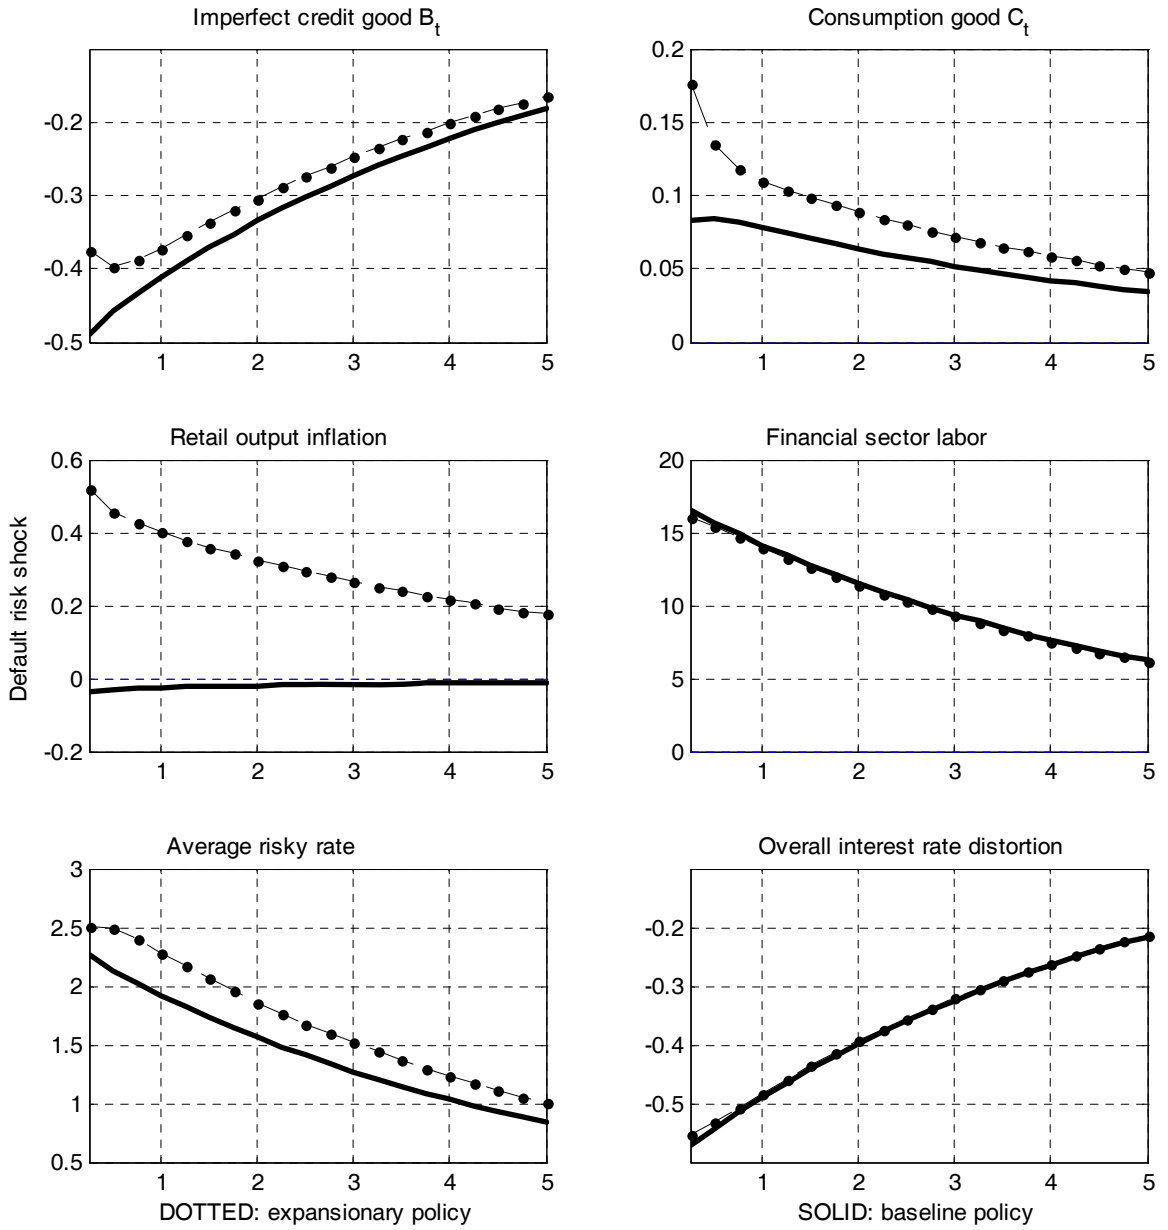 Imperfect credit good B_t
Consumption good C_t
-0.2
-0.3
-0.4
-0.5
1 2 3 4 5
0.2
0.15
0.1
0.05
0
1 2 3 4 5
Retail output inflation
Financial sector labor
Default risk shock
0.6
0.4
0.2
0
-0.2
1 2 3 4 5
20
15
10
5
0
1 2 3 4 5
Average risky rate
Overall interest rate distortion
3
2.5
2
1.5
1
0.5
1 2 3 4 5
-0.2
-0.3
-0.4
-0.5
1 2 3 4 5
DOTTED: expansionary policy
SOLID: baseline policy